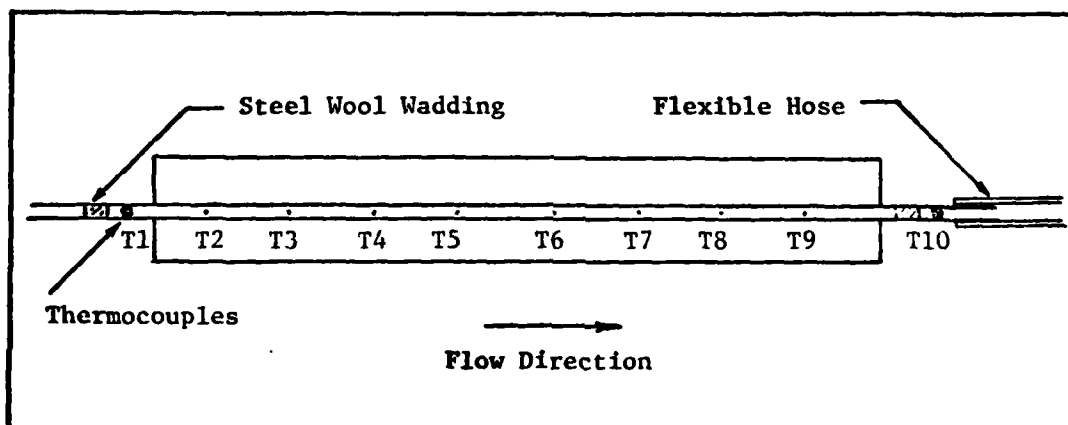 Steel Wool Wadding Flexible Hose
T1 T2 T3 T4 T5 T6 T7 T8 T9 T10
Thermocouples
Flow Direction